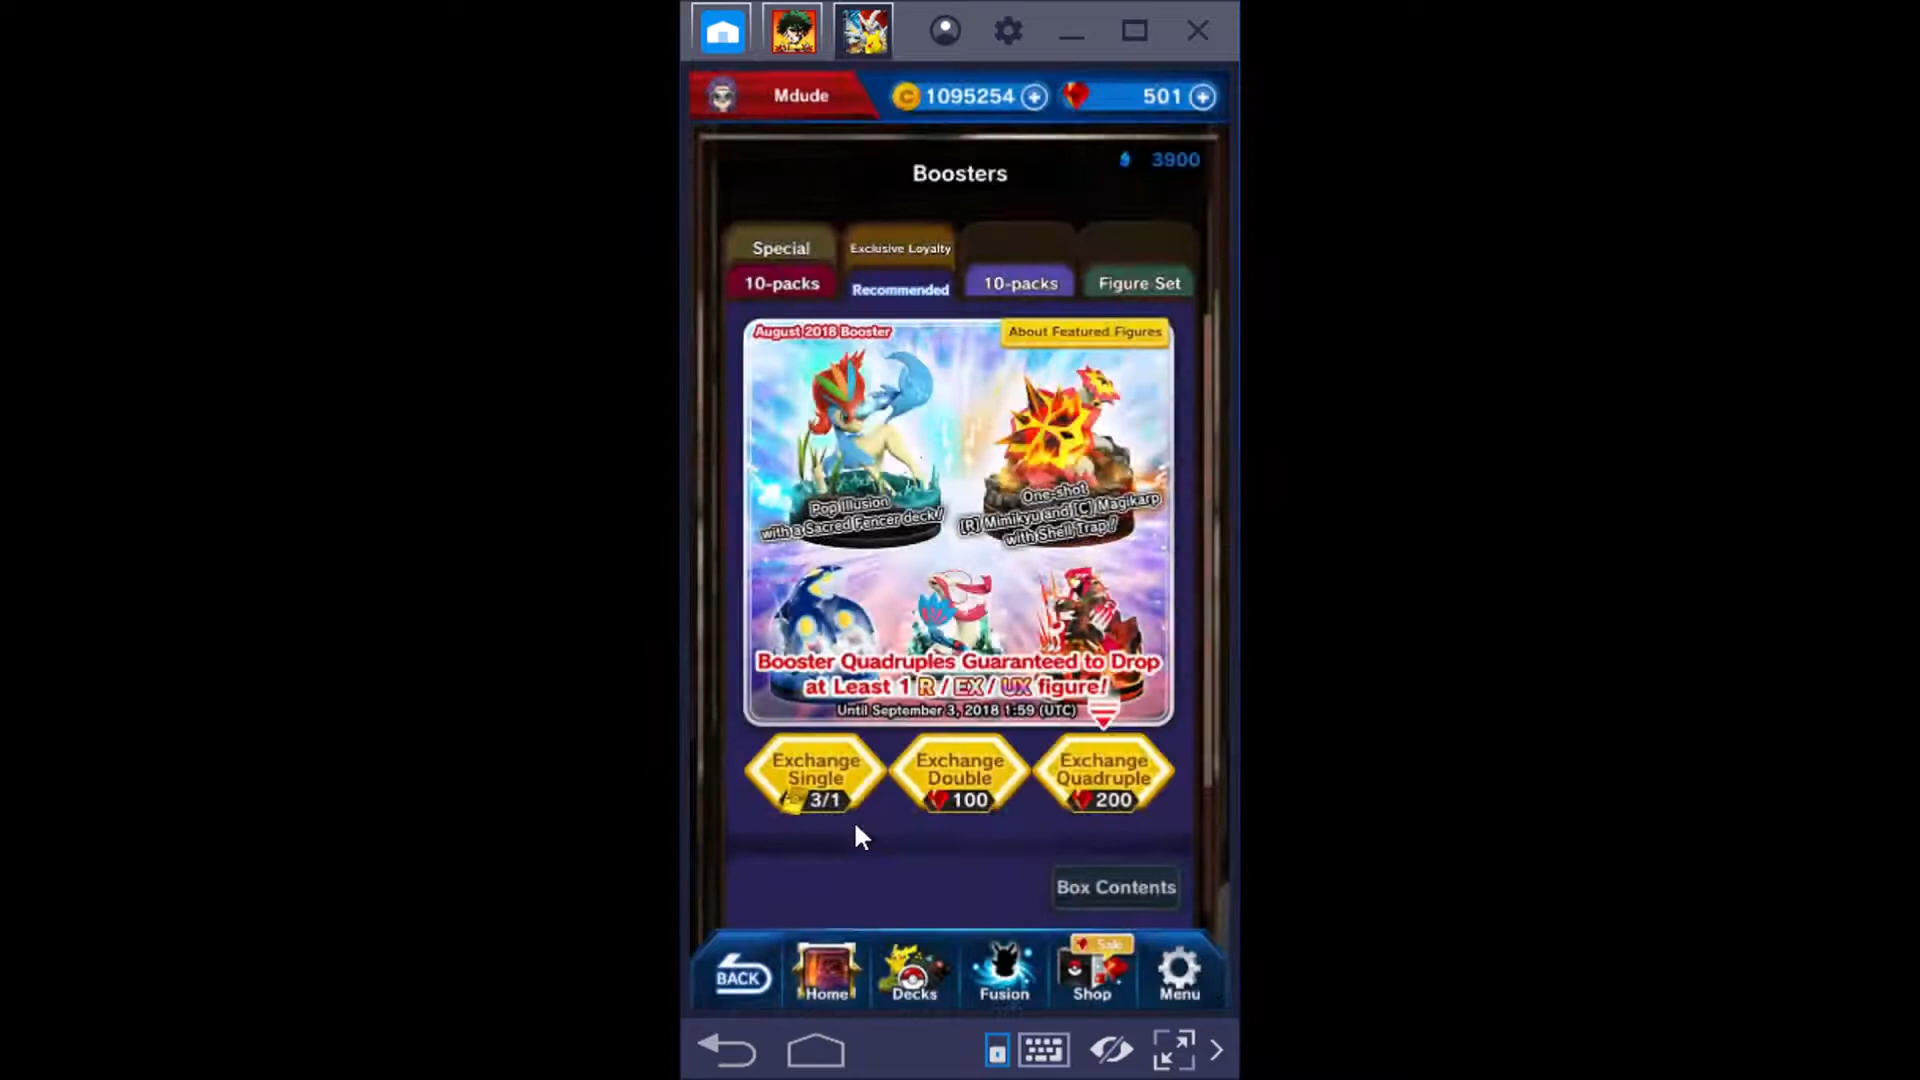 Mdude
C 1095254
501
3900
Boosters
Special
Exclusive Loyalty
10-packs
Recommended
10-packs
Figure Set
August 2018 Booster
About Featured Figures
Pop Illusion
with a Sacred Fencer deck!
One-shot
[R] Mimikyu and [C] Magikarp
with Shell Trap!
Booster Quadruples Guaranteed to Drop
at Least 1 R / EX / UX figure!
Until September 3, 2018 1:59 (UTC)
Exchange
Single
3/1
Exchange
Double
100
Exchange
Quadruple
200
Box Contents
BACK
Home
Decks
Fusion
Sale
Shop
Menu